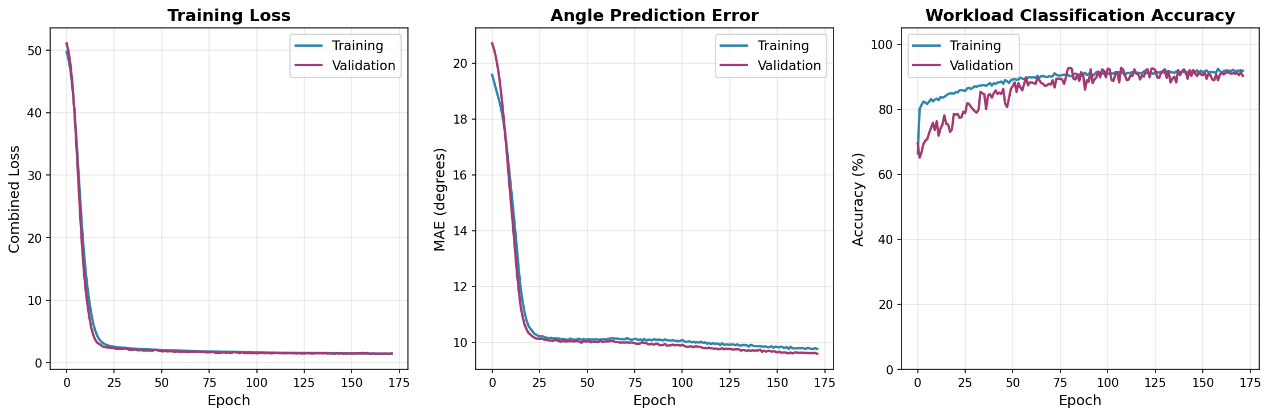 Training Loss
Combined Loss
50
40
30
20
10
0
Training
Validation
0 25 50 75 100 125 150 175
Epoch
Angle Prediction Error
MAE (degrees)
20
18
16
14
12
10
Training
Validation
0 25 50 75 100 125 150 175
Epoch
Workload Classification Accuracy
Accuracy (%)
100
80
60
40
20
0
Training
Validation
0 25 50 75 100 125 150 175
Epoch